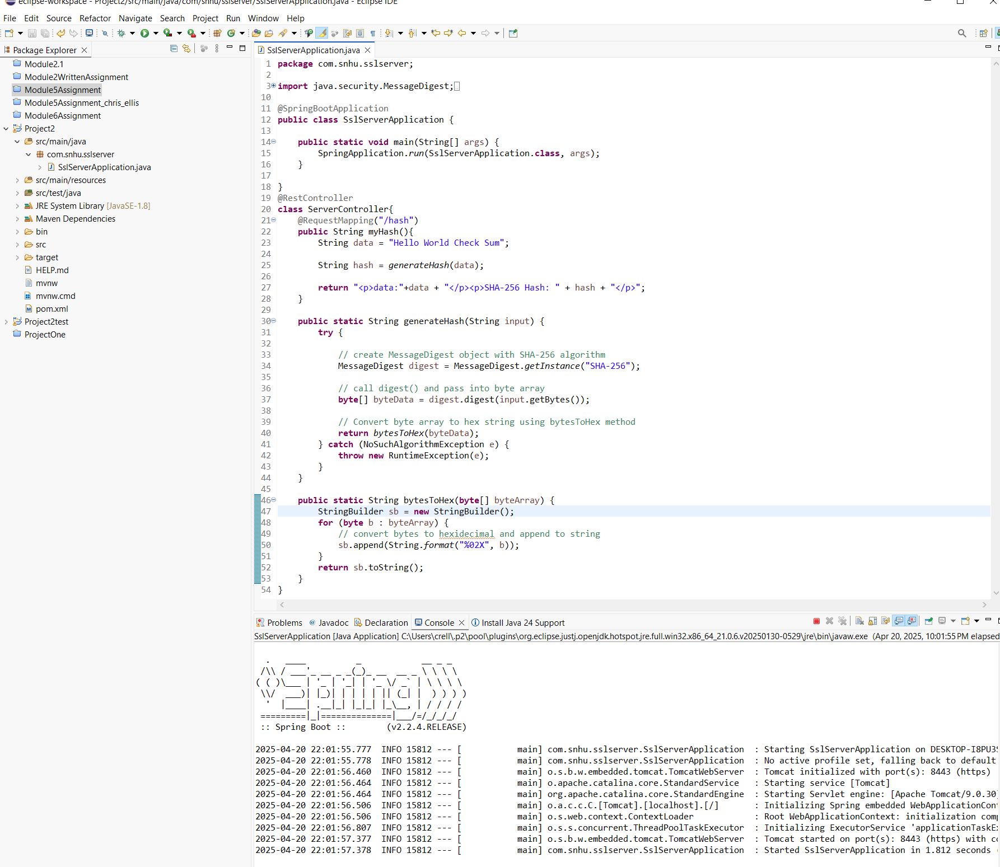 eclipse-workspace - Project2/src/main/java/com/snhu/sslserver/SslServerApplication.java - Eclipse IDE
File Edit Source Refactor Navigate Search Project Run Window Help
Package Explorer
Module2.1
Module2WrittenAssignment
Module5Assignment
Module5Assignment_chris_ellis
Module6Assignment
Project2
src/main/java
com.snhu.sslserver
SslServerApplication.java
src/main/resources
src/test/java
JRE System Library [JavaSE-1.8]
Maven Dependencies
bin
src
target
HELP.md
mvnw
mvnw.cmd
pom.xml
Project2test
ProjectOne
SslServerApplication.java
1 package com.snhu.sslserver;
2
3 import java.security.MessageDigest;
10
11 @SpringBootApplication
12 public class SslServerApplication {
13
14     public static void main(String[] args) {
15         SpringApplication.run(SslServerApplication.class, args);
16     }
17
18 }
19 @RestController
20 class ServerController{
21     @RequestMapping("/hash")
22     public String myHash(){
23         String data = "Hello World Check Sum";
24
25         String hash = generateHash(data);
26
27         return "<p>data:"+data + "</p><p>SHA-256 Hash: " + hash + "</p>";
28     }
29
30     public static String generateHash(String input) {
31         try {
32
33             // create MessageDigest object with SHA-256 algorithm
34             MessageDigest digest = MessageDigest.getInstance("SHA-256");
35
36             // call digest() and pass into byte array
37             byte[] byteData = digest.digest(input.getBytes());
38
39             // Convert byte array to hex string using bytesToHex method
40             return bytesToHex(byteData);
41         } catch (NoSuchAlgorithmException e) {
42             throw new RuntimeException(e);
43         }
44     }
45
46     public static String bytesToHex(byte[] byteArray) {
47         StringBuilder sb = new StringBuilder();
48         for (byte b : byteArray) {
49             // convert bytes to hexidecimal and append to string
50             sb.append(String.format("%02X", b));
51         }
52         return sb.toString();
53     }
54 }
Problems @ Javadoc Declaration Console Install Java 24 Support
SslServerApplication [Java Application] C:\Users\crell\.p2\pool\plugins\org.eclipse.justj.openjdk.hotspot.jre.full.win32.x86_64_21.0.6.v20250130-0529\jre\bin\javaw.exe (Apr 20, 2025, 10:01:55 PM elapsed
  .   ____          _            __ _ _
 /\\ / ___'_ __ _ _(_)_ __  __ _ \ \ \ \
( ( )\___ | '_ | '_| | '_ \/ _` | \ \ \ \
 \\/  ___)| |_)| | | | | || (_| |  ) ) ) )
  '  |____| .__|_| |_|_| |_\__, | / / / /
 =========|_|==============|___/=/_/_/_/
 :: Spring Boot ::        (v2.2.4.RELEASE)
2025-04-20 22:01:55.777  INFO 15812 --- [           main] com.snhu.sslserver.SslServerApplication  : Starting SslServerApplication on DESKTOP-I8PU3S
2025-04-20 22:01:55.778  INFO 15812 --- [           main] com.snhu.sslserver.SslServerApplication  : No active profile set, falling back to default
2025-04-20 22:01:56.460  INFO 15812 --- [           main] o.s.b.w.embedded.tomcat.TomcatWebServer  : Tomcat initialized with port(s): 8443 (https)
2025-04-20 22:01:56.464  INFO 15812 --- [           main] o.apache.catalina.core.StandardService   : Starting service [Tomcat]
2025-04-20 22:01:56.464  INFO 15812 --- [           main] org.apache.catalina.core.StandardEngine  : Starting Servlet engine: [Apache Tomcat/9.0.30]
2025-04-20 22:01:56.506  INFO 15812 --- [           main] o.a.c.c.C.[Tomcat].[localhost].[/]       : Initializing Spring embedded WebApplicationCon
2025-04-20 22:01:56.506  INFO 15812 --- [           main] o.s.web.context.ContextLoader            : Root WebApplicationContext: initialization comp
2025-04-20 22:01:56.807  INFO 15812 --- [           main] o.s.s.concurrent.ThreadPoolTaskExecutor  : Initializing ExecutorService 'applicationTaskE
2025-04-20 22:01:57.377  INFO 15812 --- [           main] o.s.b.w.embedded.tomcat.TomcatWebServer  : Tomcat started on port(s): 8443 (https) with co
2025-04-20 22:01:57.378  INFO 15812 --- [           main] com.snhu.sslserver.SslServerApplication  : Started SslServerApplication in 1.812 seconds